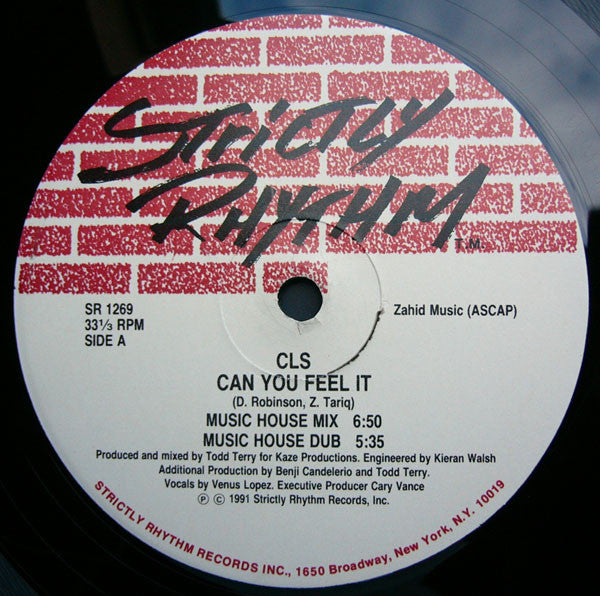 STRICTLY
RHYTHM
T.M.
SR 1269
33⅓ RPM
SIDE A
Zahid Music (ASCAP)
CLS
CAN YOU FEEL IT
(D. Robinson, Z. Tariq)
MUSIC HOUSE MIX 6:50
MUSIC HOUSE DUB 5:35
Produced and mixed by Todd Terry for Kaze Productions. Engineered by Kieran Walsh
Additional Production by Benji Candelerio and Todd Terry.
Vocals by Venus Lopez. Executive Producer Cary Vance
Ⓟ © 1991 Strictly Rhythm Records, Inc.
STRICTLY RHYTHM RECORDS INC., 1650 Broadway, New York, N.Y. 10019